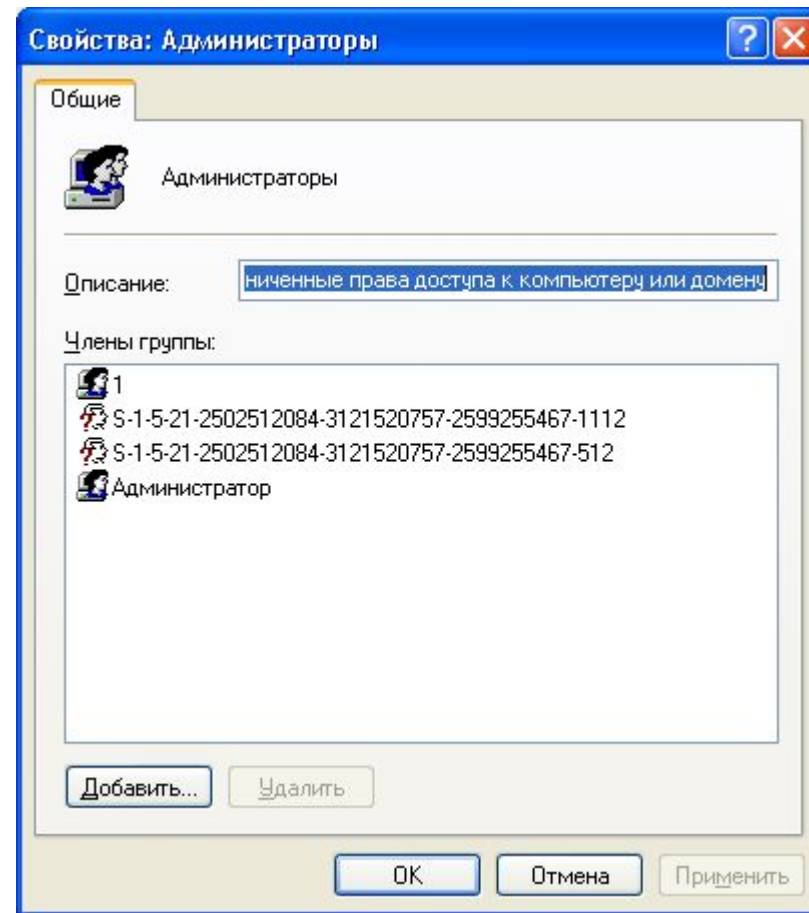 Свойства: Администраторы
Общие
Администраторы
Описание: ниченные права доступа к компьютеру или домену
Члены группы:
1
S-1-5-21-2502512084-3121520757-2599255467-1112
S-1-5-21-2502512084-3121520757-2599255467-512
Администратор
Добавить... Удалить
OK Отмена Применить